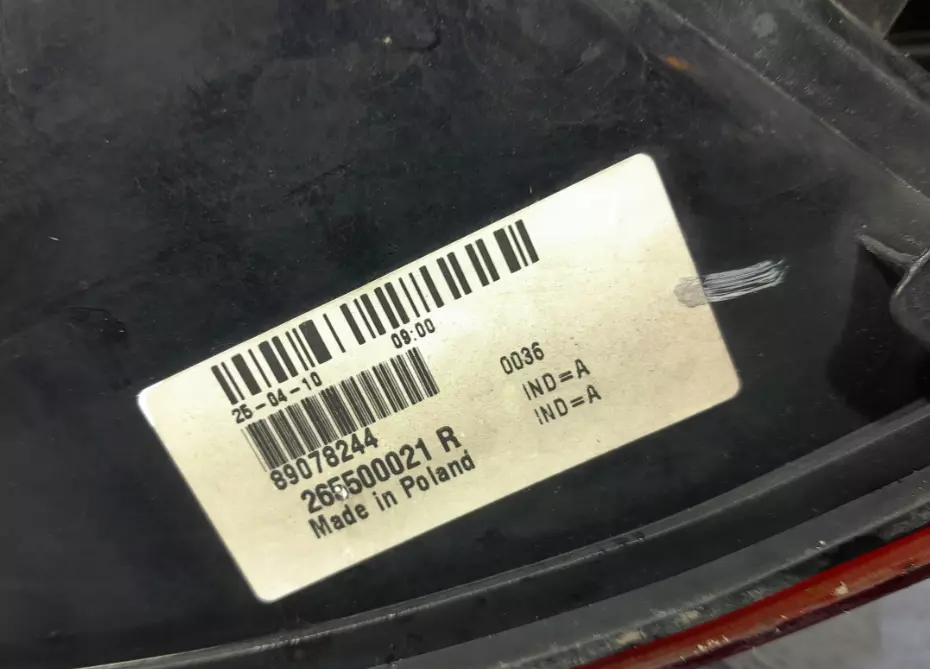 25-04-10 09:00
0036
IND=A
IND=A
89078244
265500021 R
Made in Poland